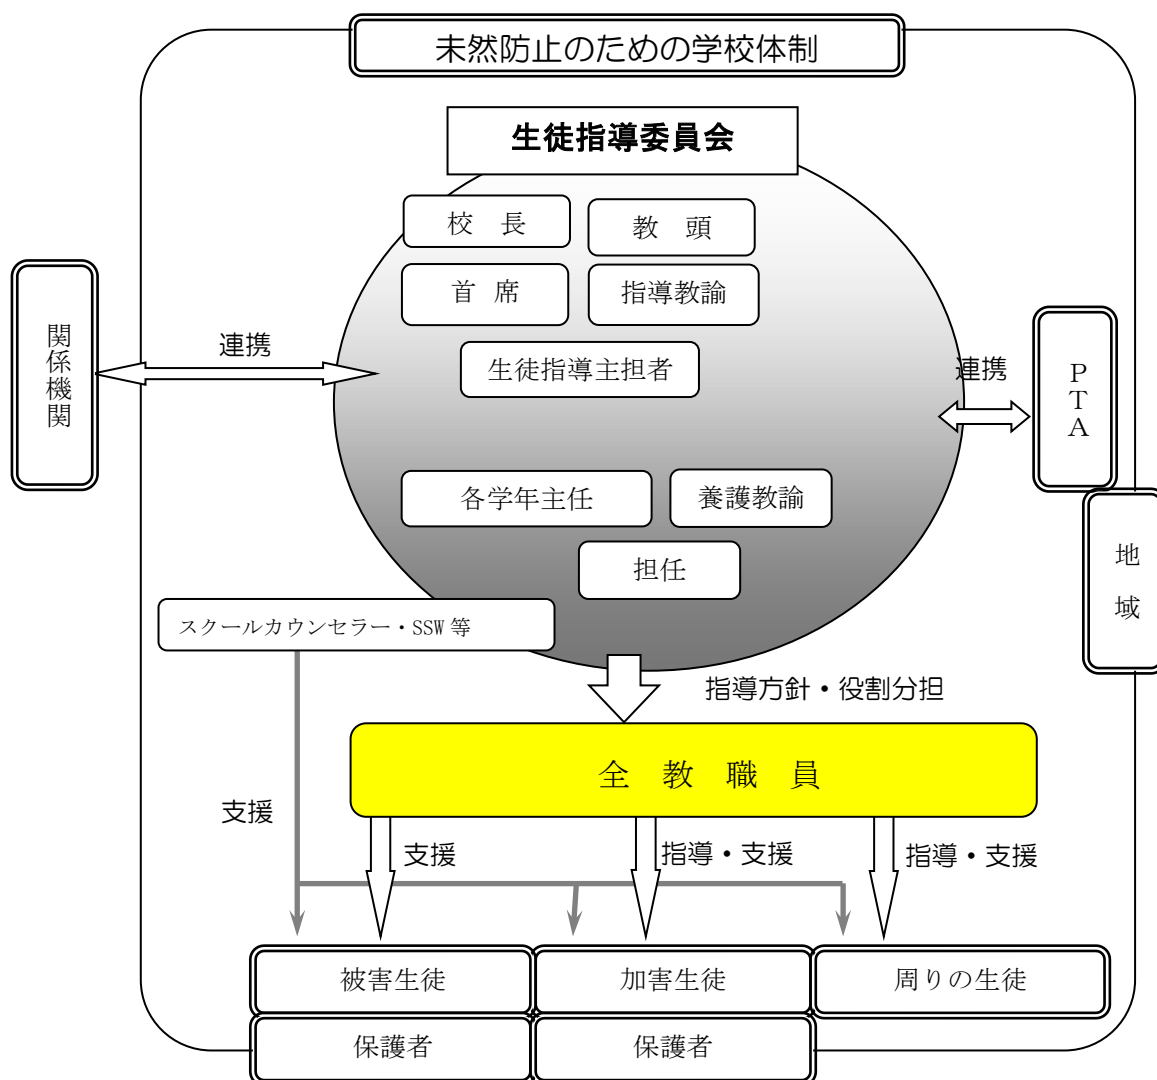 未然防止のための学校体制
生徒指導委員会
校　長
教　頭
首　席
指導教諭
生徒指導主担者
関係機関
連携
連携
ＰＴＡ
各学年主任
養護教諭
担任
地域
スクールカウンセラー・SSW 等
指導方針・役割分担
全　教　職　員
支援
支援
指導・支援
指導・支援
被害生徒
加害生徒
周りの生徒
保護者
保護者